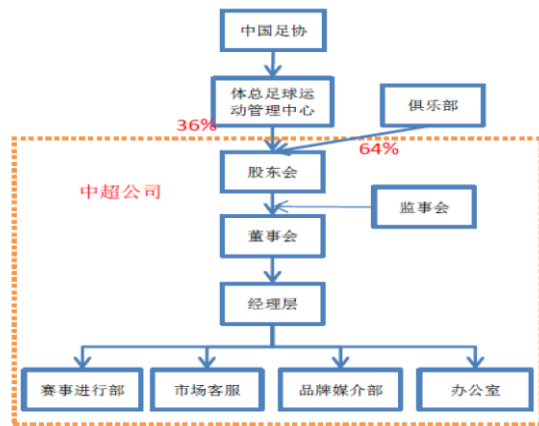 中国足协
体总足球运
动管理中心
俱乐部
36%
64%
股东会
中超公司
监事会
董事会
经理层
赛事进行部
市场客服
品牌媒介部
办公室